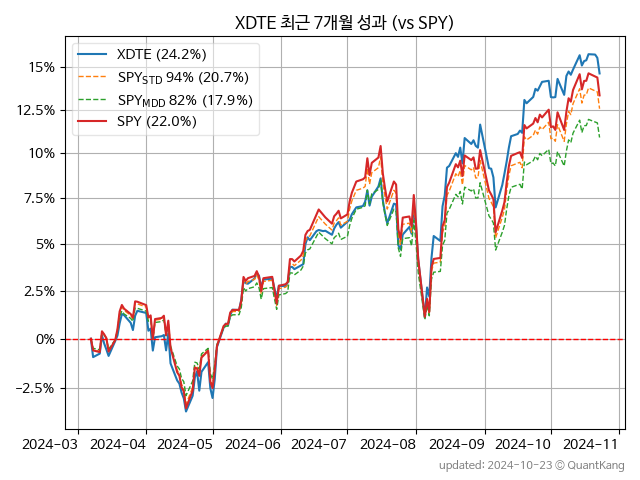 XDTE 최근 7개월 성과 (vs SPY)
XDTE (24.2%)
SPY_STD 94% (20.7%)
SPY_MDD 82% (17.9%)
SPY (22.0%)
15%
12.5%
10%
7.5%
5%
2.5%
0%
−2.5%
2024-03 2024-04 2024-05 2024-06 2024-07 2024-08 2024-09 2024-10 2024-11
updated: 2024-10-23 © QuantKang